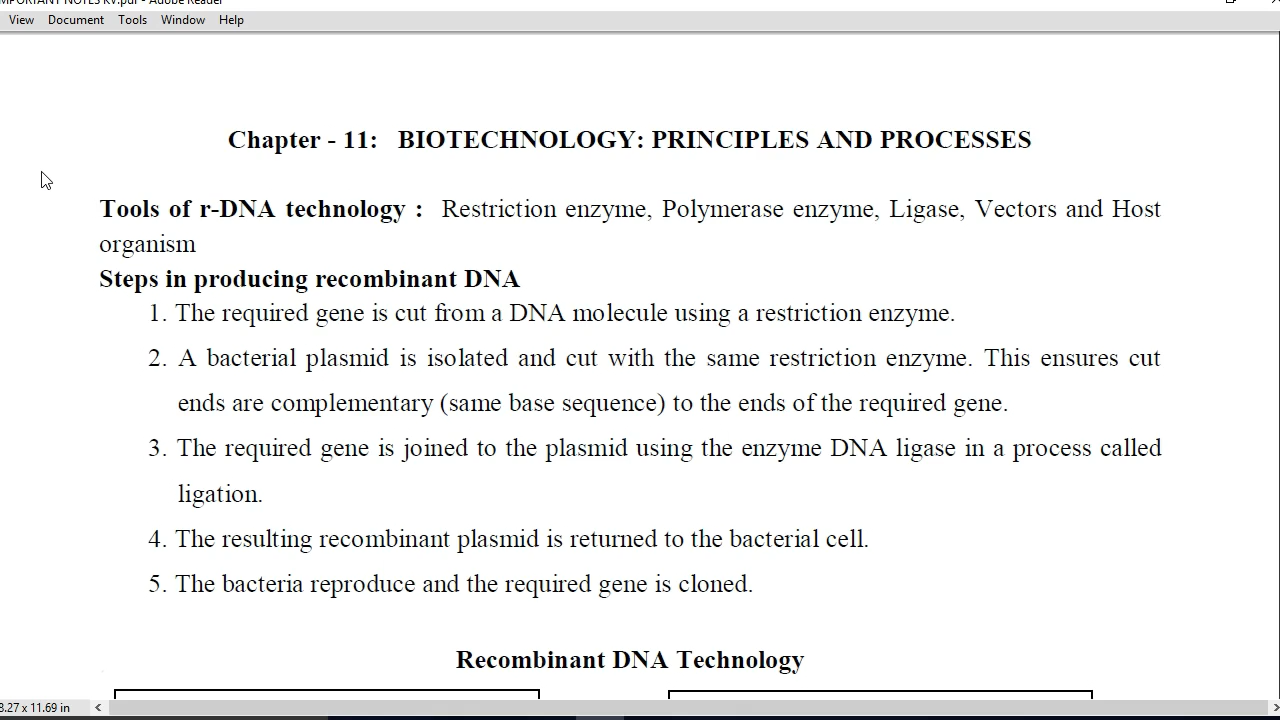 IMPORTANT NOTES KV.pdf - Adobe Reader
View Document Tools Window Help
Chapter - 11: BIOTECHNOLOGY: PRINCIPLES AND PROCESSES
Tools of r-DNA technology : Restriction enzyme, Polymerase enzyme, Ligase, Vectors and Host
organism
Steps in producing recombinant DNA
1. The required gene is cut from a DNA molecule using a restriction enzyme.
2. A bacterial plasmid is isolated and cut with the same restriction enzyme. This ensures cut
ends are complementary (same base sequence) to the ends of the required gene.
3. The required gene is joined to the plasmid using the enzyme DNA ligase in a process called
ligation.
4. The resulting recombinant plasmid is returned to the bacterial cell.
5. The bacteria reproduce and the required gene is cloned.
Recombinant DNA Technology
8.27 x 11.69 in